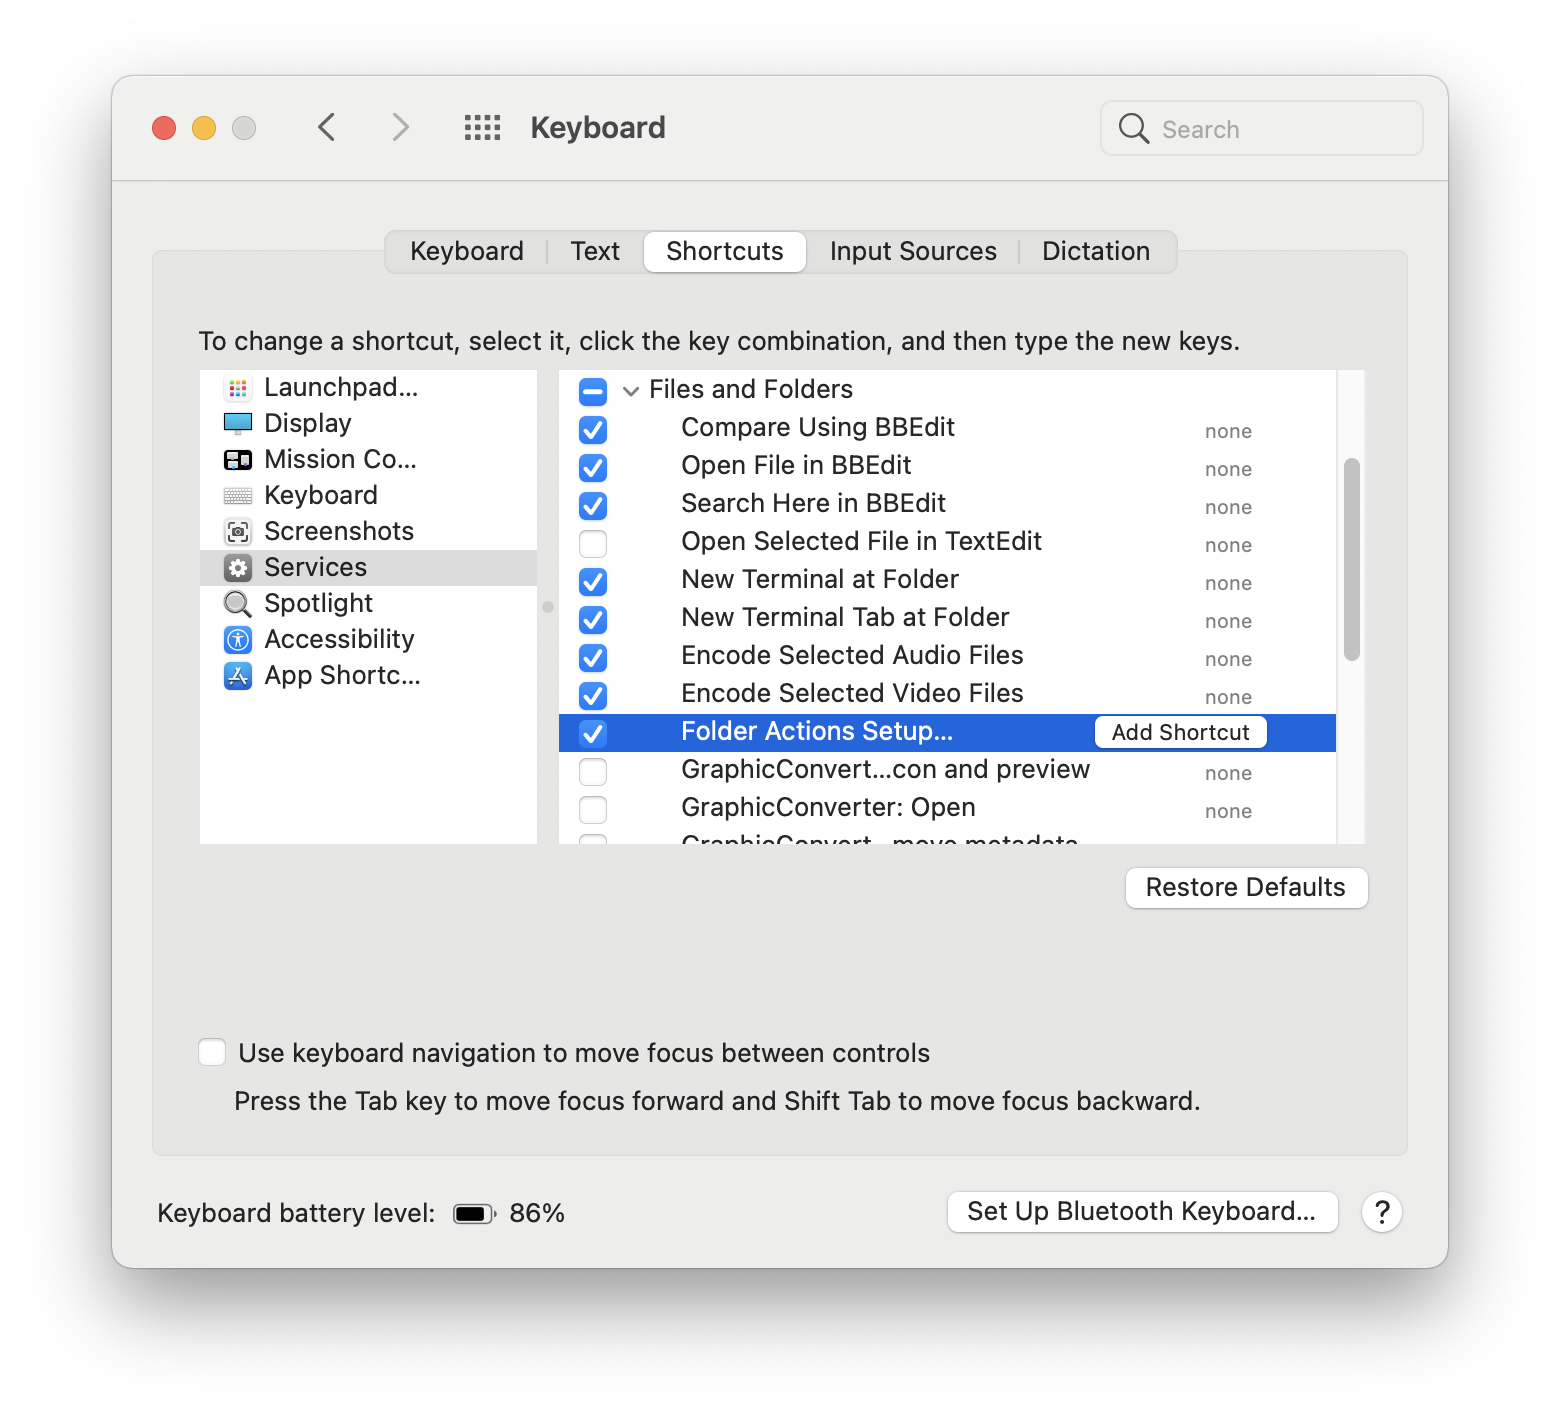 Keyboard
Search
Keyboard
Text
Shortcuts
Input Sources
Dictation
To change a shortcut, select it, click the key combination, and then type the new keys.
Launchpad...
Display
Mission Co...
Keyboard
Screenshots
Services
Spotlight
Accessibility
App Shortc...
Files and Folders
Compare Using BBEdit none
Open File in BBEdit none
Search Here in BBEdit none
Open Selected File in TextEdit none
New Terminal at Folder none
New Terminal Tab at Folder none
Encode Selected Audio Files none
Encode Selected Video Files none
Folder Actions Setup... Add Shortcut
GraphicConvert...con and preview none
GraphicConverter: Open none
GraphicConvert...move metadata
Restore Defaults
Use keyboard navigation to move focus between controls
Press the Tab key to move focus forward and Shift Tab to move focus backward.
Keyboard battery level: 86%
Set Up Bluetooth Keyboard...
?